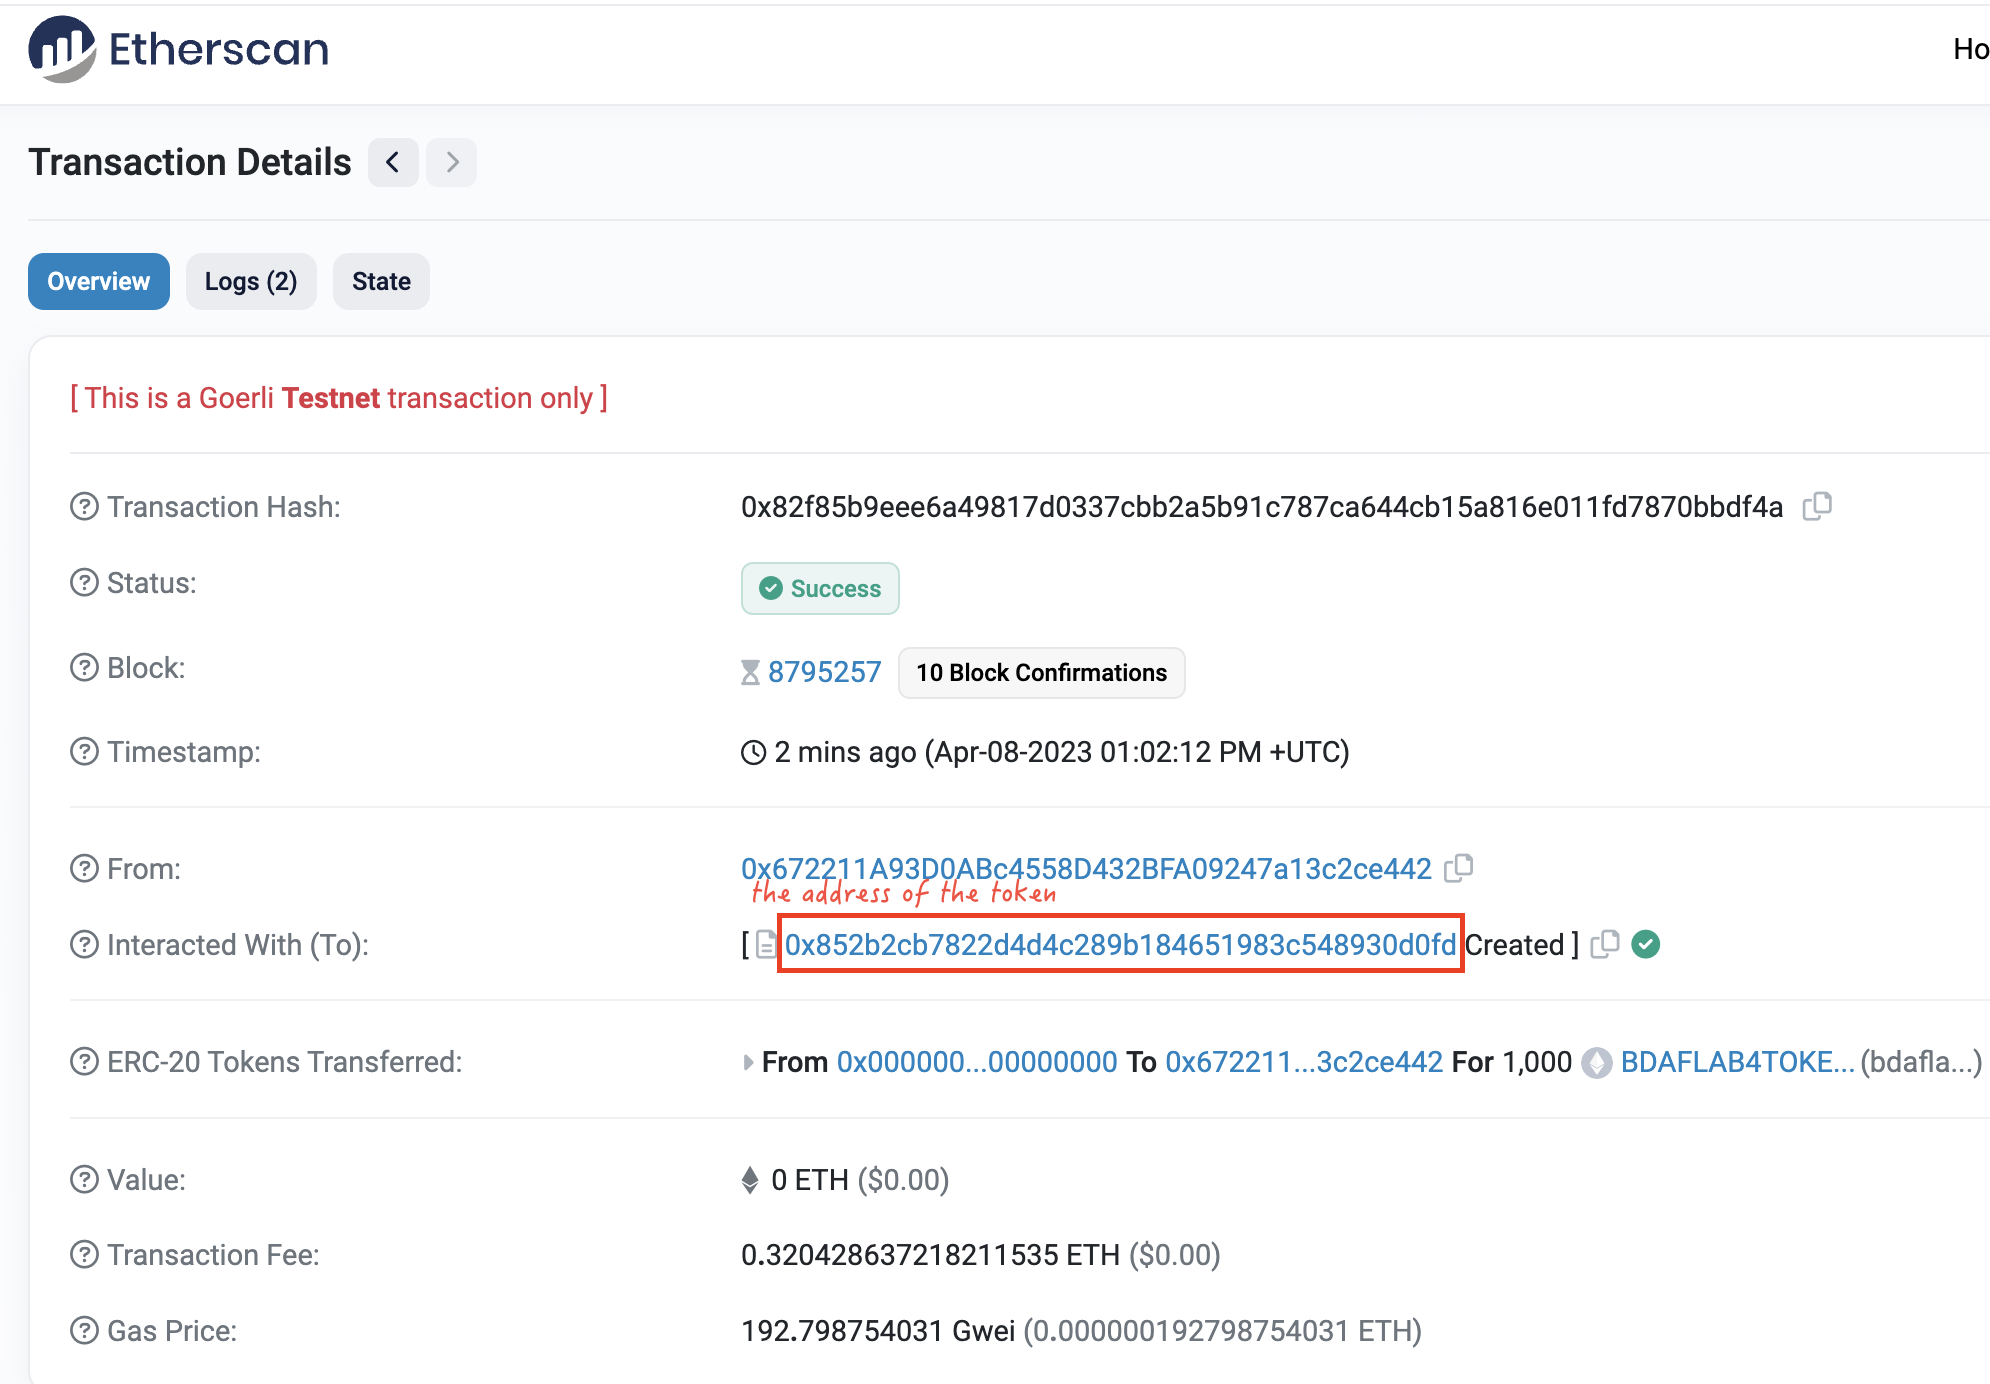 Etherscan
Ho
Transaction Details
Overview Logs (2) State
[ This is a Goerli Testnet transaction only ]
Transaction Hash: 0x82f85b9eee6a49817d0337cbb2a5b91c787ca644cb15a816e011fd7870bbdf4a
Status: Success
Block: 8795257 10 Block Confirmations
Timestamp: 2 mins ago (Apr-08-2023 01:02:12 PM +UTC)
From: 0x672211A93D0ABc4558D432BFA09247a13c2ce442
the address of the token
Interacted With (To): [ 0x852b2cb7822d4d4c289b184651983c548930d0fd Created ]
ERC-20 Tokens Transferred: From 0x000000...00000000 To 0x672211...3c2ce442 For 1,000 BDAFLAB4TOKE... (bdafla...)
Value: 0 ETH ($0.00)
Transaction Fee: 0.320428637218211535 ETH ($0.00)
Gas Price: 192.798754031 Gwei (0.000000192798754031 ETH)